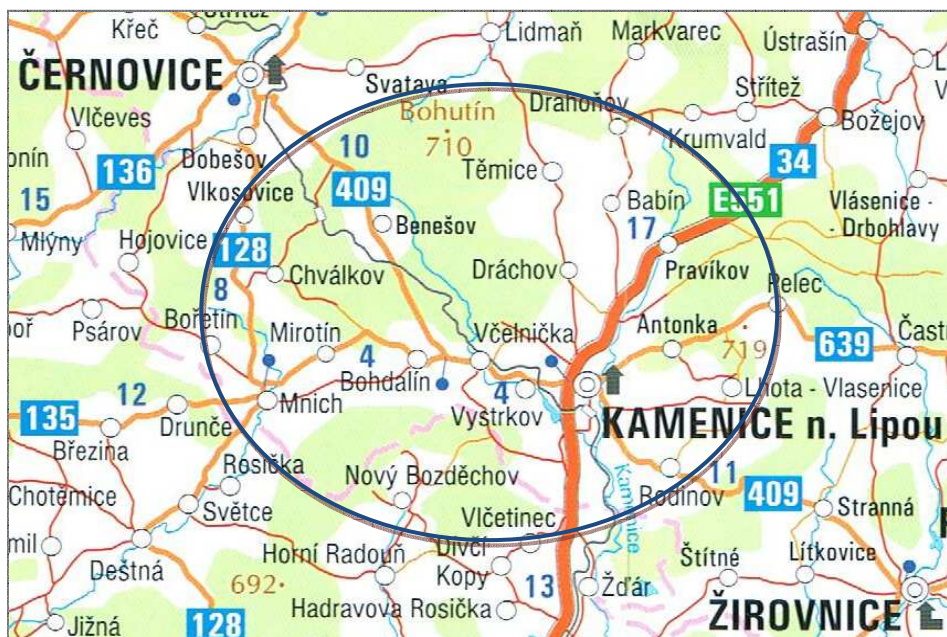 Křeč
Střítež
Lidmaň
Markvarec
Ústrašín
ČERNOVICE
Svatava
Bohutín
710
Drahoňov
Střítež
Krumvald
Božejov
Vlčeves
Dobešov
10
34
136
Vlkosovice
409
Těmice
E551
Vlásenice -
- Drbohlavy
15
Mlýny
Hojovice
128
Benešov
Babín
17
Pravíkov
Chválkov
Dráchov
8
Pelec
Psárov
Bořetín
Mirotín
Včelnička
Antonka
719
639
4
Bohdalín
4
Vystrkov
Lhota - Vlasenice
12
135
Drunče
Mnich
KAMENICE n. Lipou
Březina
Chotěmice
Rosička
Nový Bozděchov
Kamenice
Rodinov
11
409
Světce
Vlčetinec
Stranná
Deštná
Horní Radouň
Dívčí
Kopy
Štítné
Lítkovice
692
13
Žďár
Hadravova Rosička
ŽIROVNICE
Jižná
128